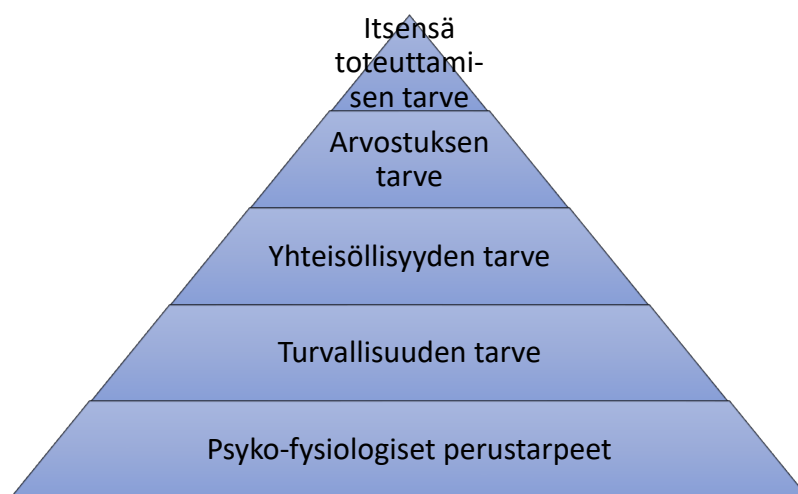 Itsensä
toteuttami-
sen tarve
Arvostuksen
tarve
Yhteisöllisyyden tarve
Turvallisuuden tarve
Psyko-fysiologiset perustarpeet